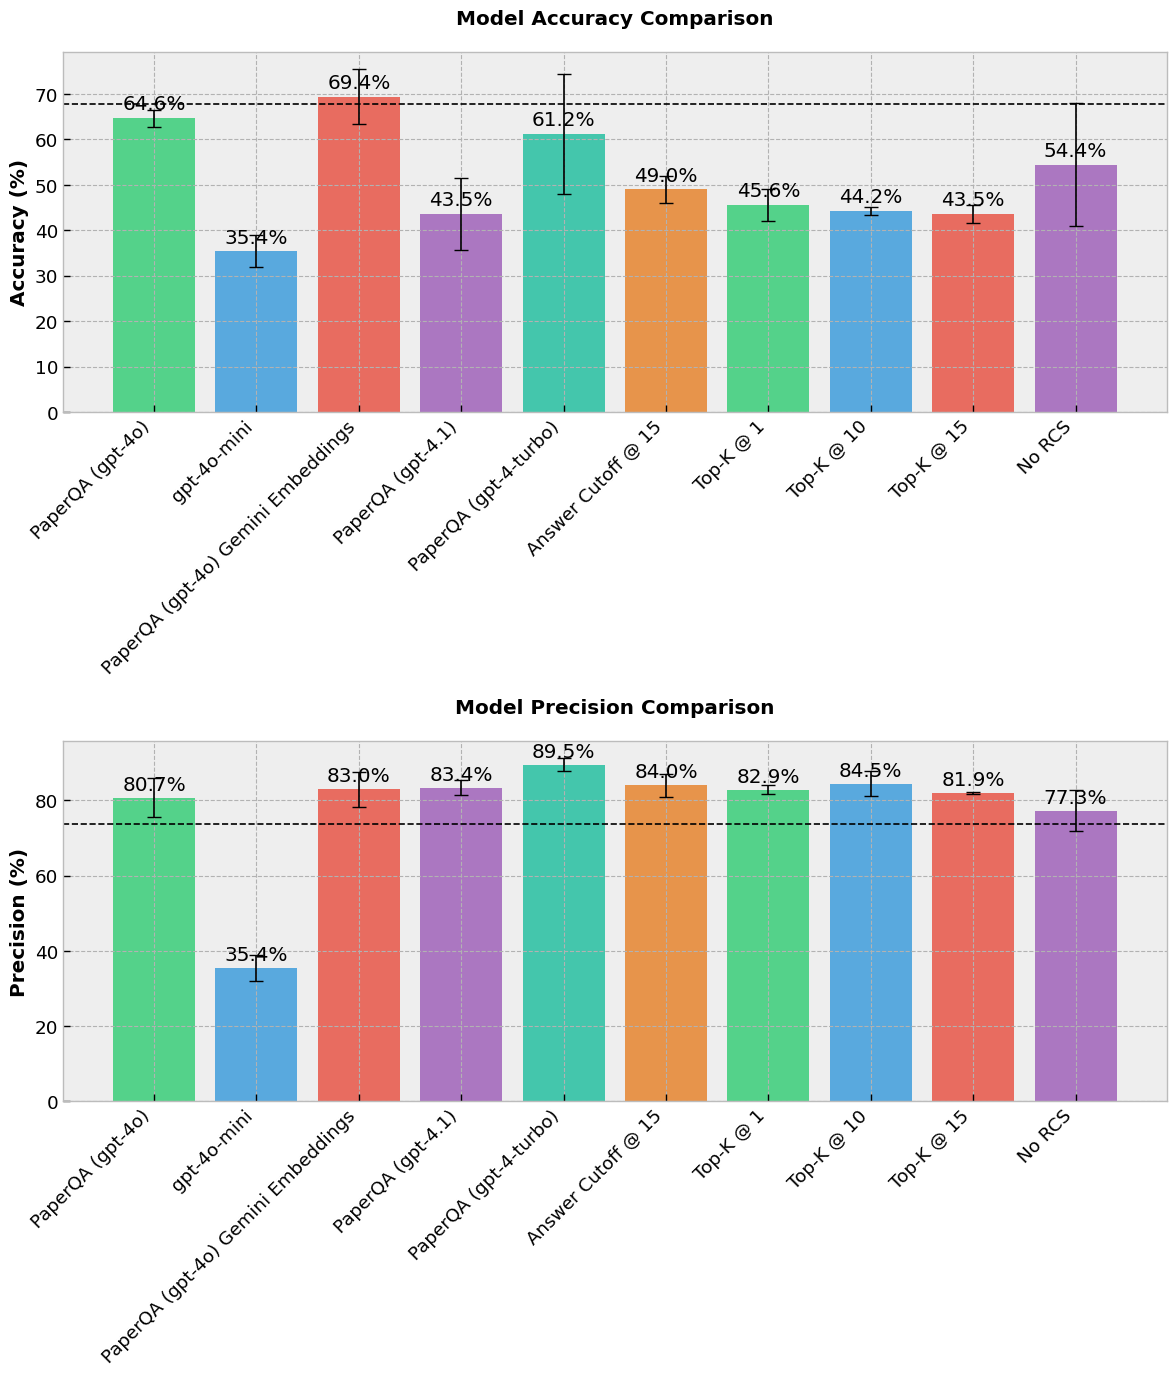 Model Accuracy Comparison
Accuracy (%)
70
60
50
40
30
20
10
0
64.6%
35.4%
69.4%
43.5%
61.2%
49.0%
45.6%
44.2%
43.5%
54.4%
PaperQA (gpt-4o)
gpt-4o-mini
PaperQA (gpt-4o) Gemini Embeddings
PaperQA (gpt-4.1)
PaperQA (gpt-4-turbo)
Answer Cutoff @ 15
Top-K @ 1
Top-K @ 10
Top-K @ 15
No RCS
Model Precision Comparison
Precision (%)
80
60
40
20
0
80.7%
35.4%
83.0%
83.4%
89.5%
84.0%
82.9%
84.5%
81.9%
77.3%
PaperQA (gpt-4o)
gpt-4o-mini
PaperQA (gpt-4o) Gemini Embeddings
PaperQA (gpt-4.1)
PaperQA (gpt-4-turbo)
Answer Cutoff @ 15
Top-K @ 1
Top-K @ 10
Top-K @ 15
No RCS